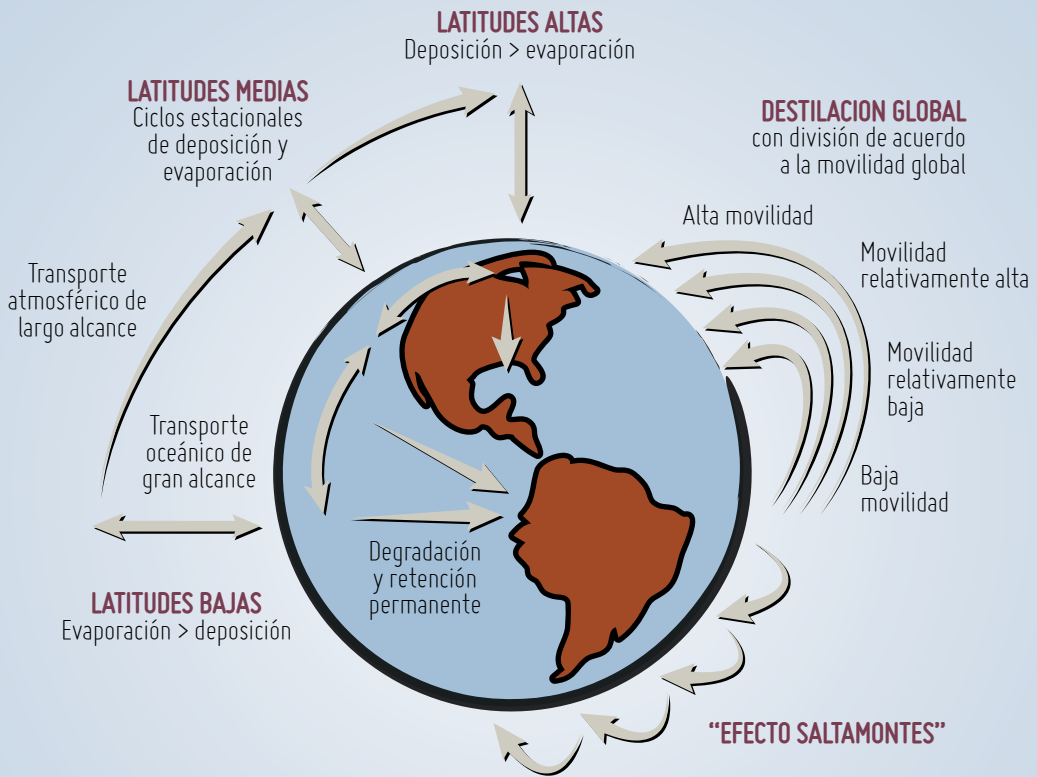 LATITUDES ALTAS
Deposición > evaporación
LATITUDES MEDIAS
Ciclos estacionales
de deposición y
evaporación
DESTILACION GLOBAL
con división de acuerdo
a la movilidad global
Alta movilidad
Movilidad
relativamente alta
Movilidad
relativamente
baja
Baja
movilidad
Transporte
atmosférico de
largo alcance
Transporte
oceánico de
gran alcance
Degradación
y retención
permanente
LATITUDES BAJAS
Evaporación > deposición
“EFECTO SALTAMONTES”